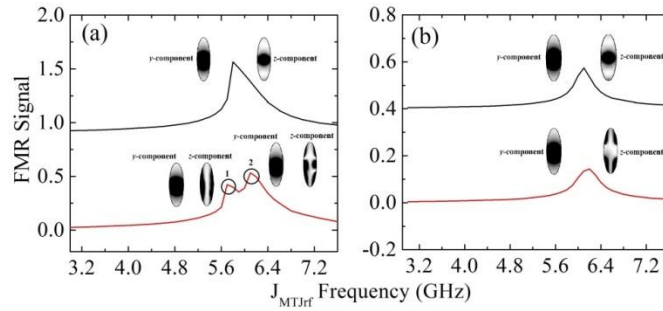 (a)
(b)
FMR Signal
2.0
1.5
1.0
0.5
0.0
y-component
z-component
y-component
z-component
y-component
z-component
1
2
3.2 4.0 4.8 5.6 6.4 7.2
0.8
0.6
0.4
0.2
0.0
-0.2
y-component
z-component
y-component
z-component
3.2 4.0 4.8 5.6 6.4 7.2
J_MTJrf Frequency (GHz)